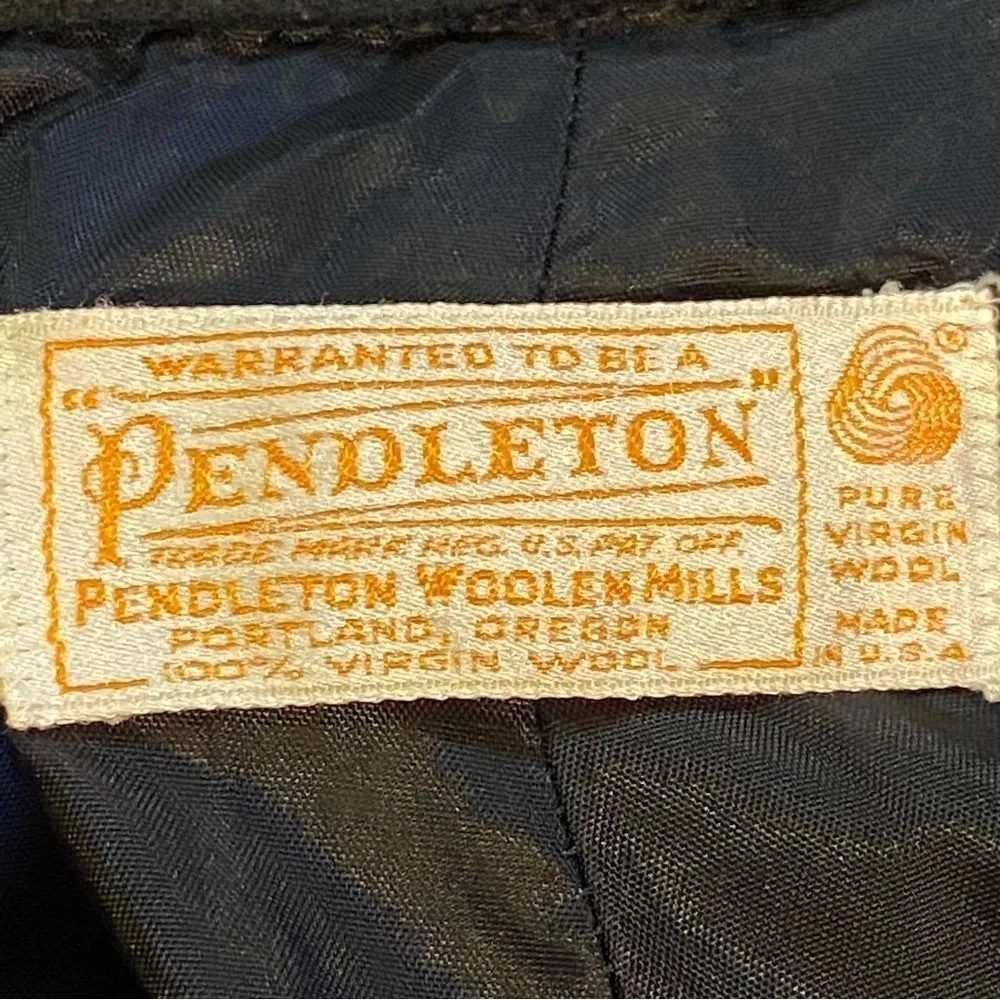 WARRANTED TO BE A
"PENDLETON"
TRADE MARK REG. U.S. PAT. OFF.
PENDLETON WOOLEN MILLS
PORTLAND, OREGON
100% VIRGIN WOOL
®
PURE
VIRGIN
WOOL
MADE
IN U.S.A